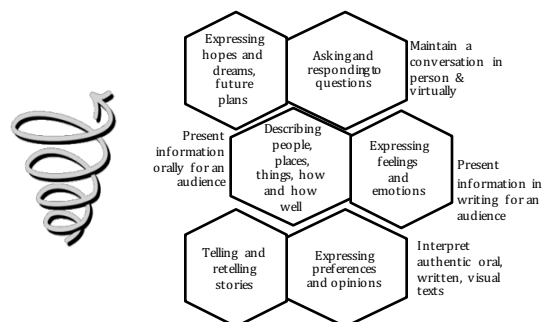 Expressing
hopes and
dreams,
future
plans
Asking and
responding to
questions
Maintain a
conversation in
person &
virtually
Present
information
orally for an
audience
Describing
people,
places,
things, how
and how
well
Expressing
feelings
and
emotions
Present
information in
writing for an
audience
Telling and
retelling
stories
Expressing
preferences
and opinions
Interpret
authentic oral,
written, visual
texts